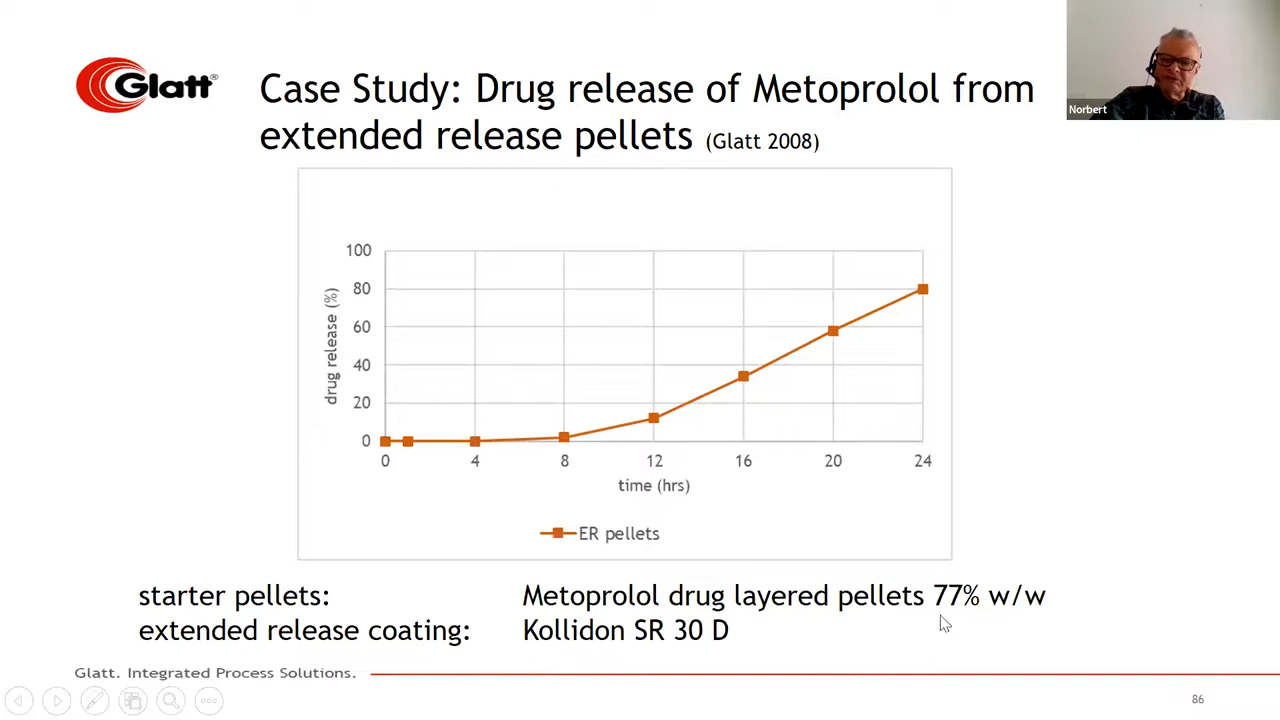 Glatt®
Case Study: Drug release of Metoprolol from
extended release pellets (Glatt 2008)
Norbert
100
80
60
40
20
0
drug release (%)
0 4 8 12 16 20 24
time (hrs)
ER pellets
starter pellets: Metoprolol drug layered pellets 77% w/w
extended release coating: Kollidon SR 30 D
Glatt. Integrated Process Solutions.
86